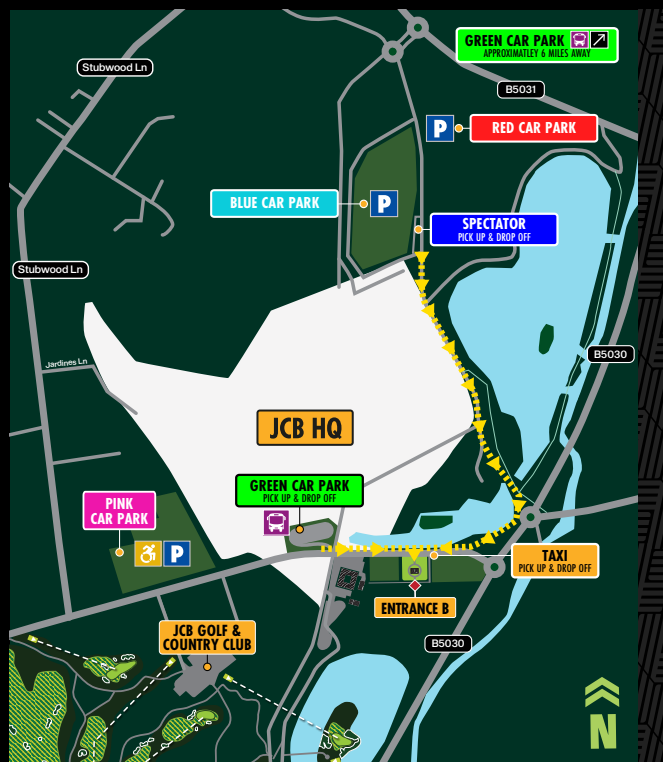 GREEN CAR PARK
APPROXIMATLEY 6 MILES AWAY
Stubwood Ln
B5031
P
RED CAR PARK
BLUE CAR PARK
P
SPECTATOR
PICK UP & DROP OFF
Stubwood Ln
B5030
Jardines Ln
JCB HQ
GREEN CAR PARK
PICK UP & DROP OFF
PINK
CAR PARK
P
TAXI
PICK UP & DROP OFF
ENTRANCE B
JCB GOLF &
COUNTRY CLUB
B5030
N